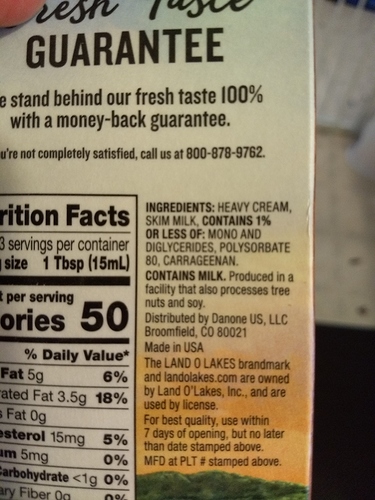 Fresh Taste
GUARANTEE
e stand behind our fresh taste 100%
with a money-back guarantee.
u're not completely satisfied, call us at 800-878-9762.
rition Facts
3 servings per container
size 1 Tbsp (15mL)
t per serving
ories 50
% Daily Value*
Fat 5g 6%
rated Fat 3.5g 18%
s Fat 0g
esterol 15mg 5%
um 5mg 0%
Carbohydrate <1g 0%
ary Fiber 0g 0%
INGREDIENTS: HEAVY CREAM,
SKIM MILK, CONTAINS 1%
OR LESS OF: MONO AND
DIGLYCERIDES, POLYSORBATE
80, CARRAGEENAN.
CONTAINS MILK. Produced in a
facility that also processes tree
nuts and soy.
Distributed by Danone US, LLC
Broomfield, CO 80021
Made in USA
The LAND O LAKES brandmark
and landolakes.com are owned
by Land O'Lakes, Inc., and are
used by license.
For best quality, use within
7 days of opening, but no later
than date stamped above.
MFD at PLT # stamped above.